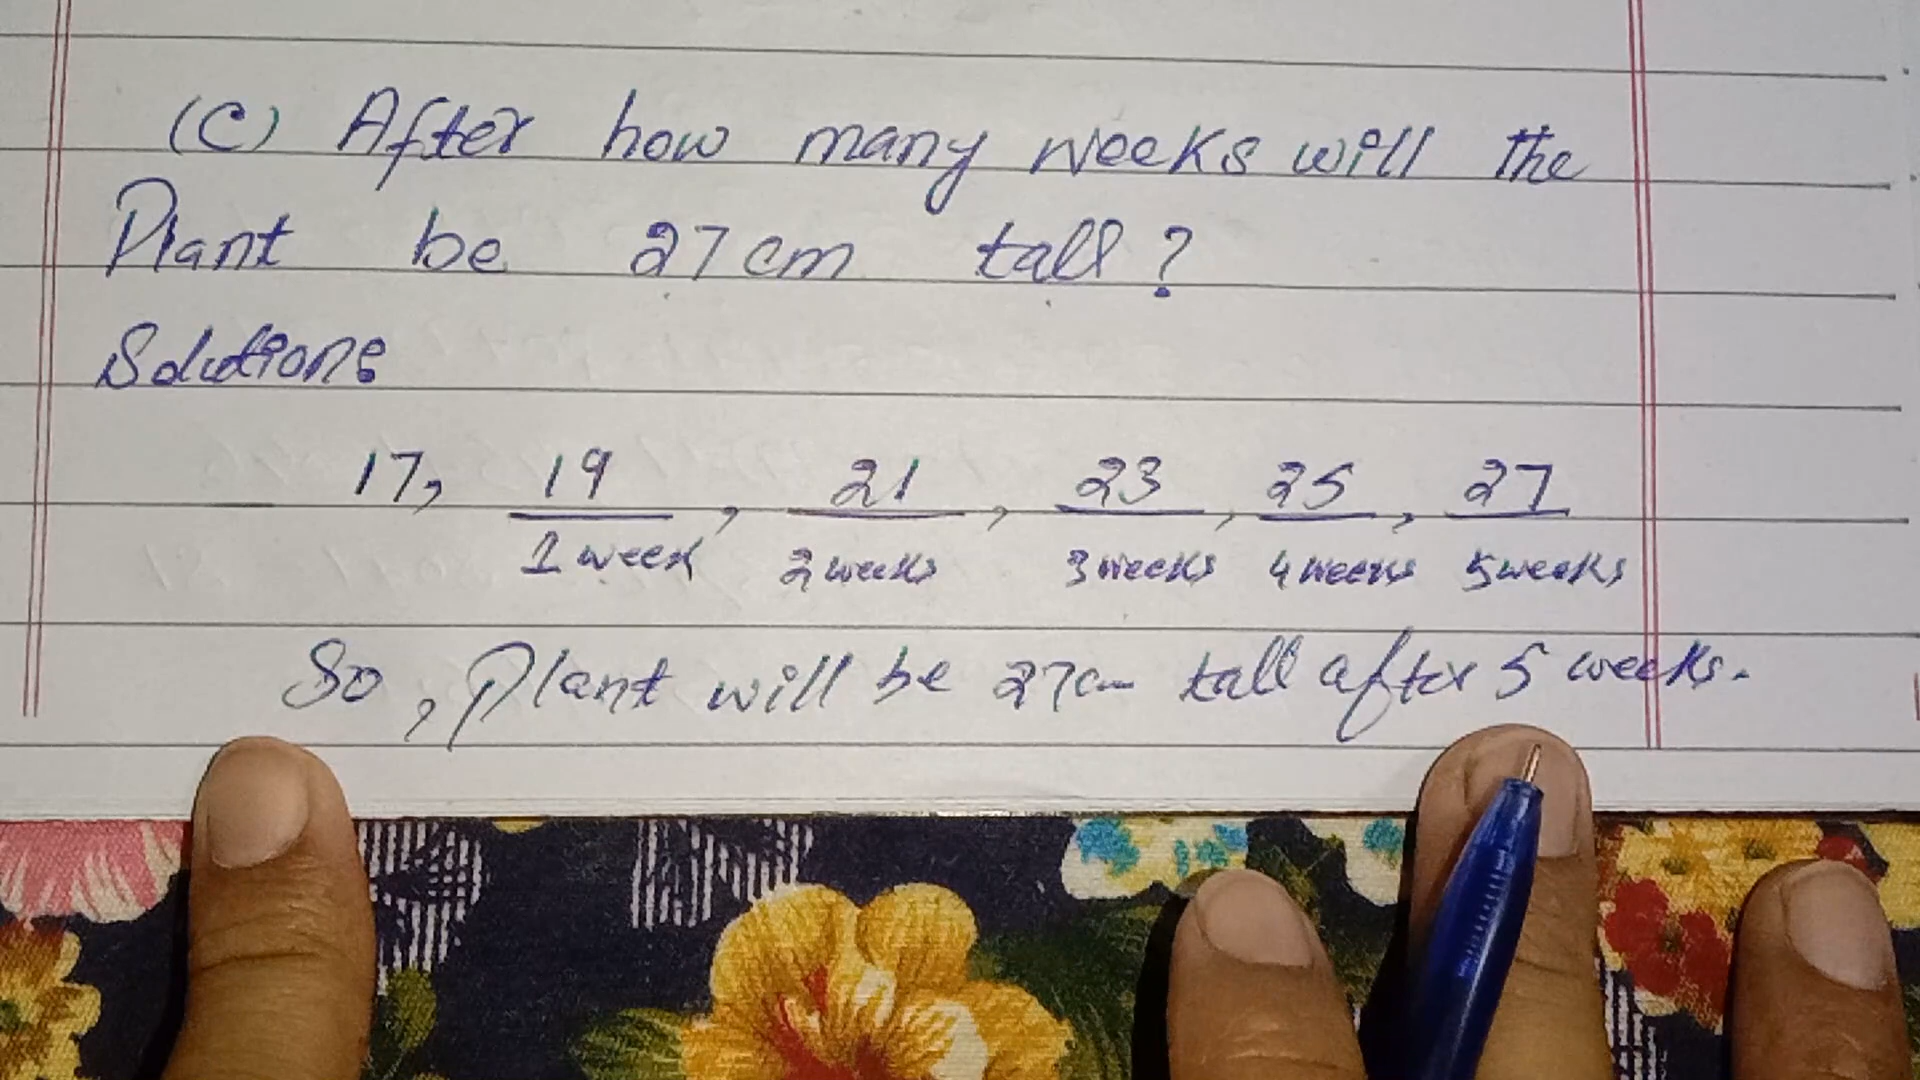 (C) After how many weeks will the
Plant be 27cm tall?
Solution:
17, 19, 21, 23, 25, 27
1 week 2 weeks 3 weeks 4 weeks 5 weeks
So, Plant will be 27cm tall after 5 weeks.